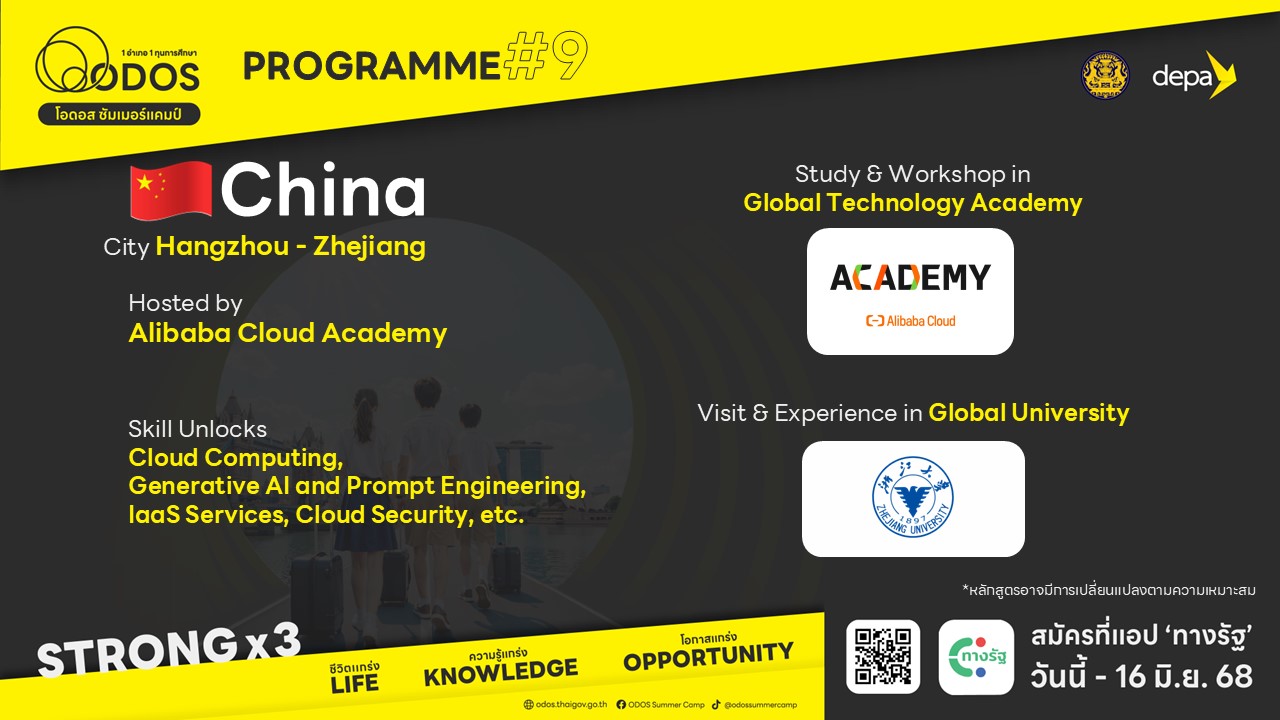 1 อำเภอ 1 ทุนการศึกษา
ODOS
โอดอส ซัมเมอร์แคมป์
PROGRAMME#9
depa
China
City Hangzhou - Zhejiang
Hosted by
Alibaba Cloud Academy
Skill Unlocks
Cloud Computing,
Generative AI and Prompt Engineering,
IaaS Services, Cloud Security, etc.
Study & Workshop in
Global Technology Academy
ACADEMY
Alibaba Cloud
Visit & Experience in Global University
浙江大學
1897
ZHEJIANG UNIVERSITY
*หลักสูตรอาจมีการเปลี่ยนแปลงตามความเหมาะสม
STRONG x3
ชีวิตแกร่ง
LIFE
ความรู้แกร่ง
KNOWLEDGE
โอกาสแกร่ง
OPPORTUNITY
odos.thaigov.go.th ODOS Summer Camp @odossummercamp
ทางรัฐ
สมัครที่แอป ‘ทางรัฐ’
วันนี้ - 16 มิ.ย. 68